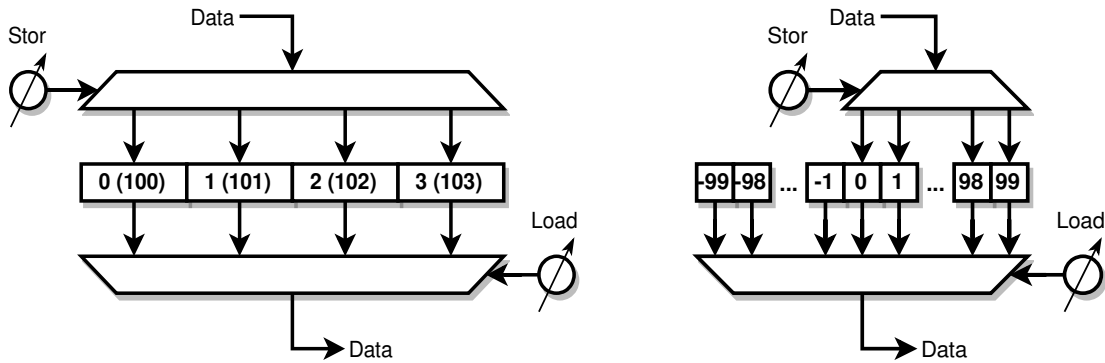 Data
Stor
0 (100) 1 (101) 2 (102) 3 (103)
Load
Data
Data
Stor
-99 -98 ... -1 0 1 ... 98 99
Load
Data